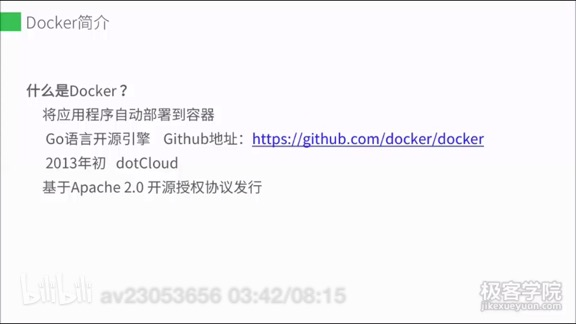 Docker简介
什么是Docker？
将应用程序自动部署到容器
Go语言开源引擎 Github地址：https://github.com/docker/docker
2013年初 dotCloud
基于Apache 2.0 开源授权协议发行
bilibili av23053656 03:42/08:15
极客学院
jikexueyuan.com